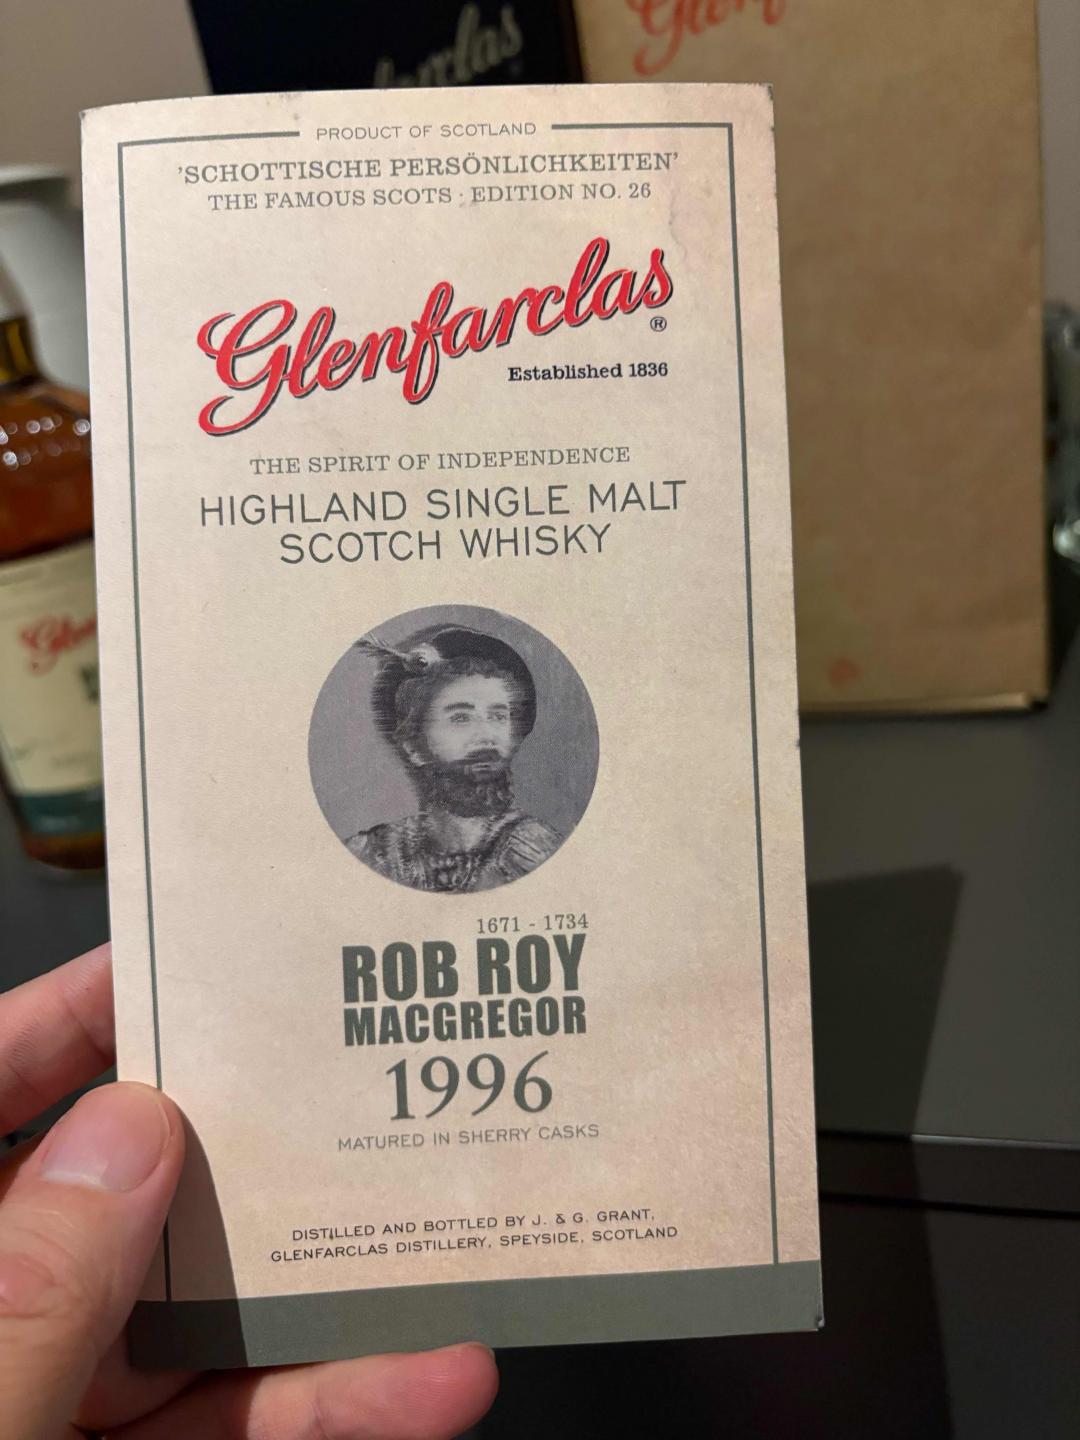 Glenfarclas
PRODUCT OF SCOTLAND
'SCHOTTISCHE PERSÖNLICHKEITEN'
THE FAMOUS SCOTS · EDITION NO. 26
Glenfarclas
®
Established 1836
THE SPIRIT OF INDEPENDENCE
HIGHLAND SINGLE MALT
SCOTCH WHISKY
1671 - 1734
ROB ROY
MACGREGOR
1996
MATURED IN SHERRY CASKS
DISTILLED AND BOTTLED BY J. & G. GRANT,
GLENFARCLAS DISTILLERY, SPEYSIDE, SCOTLAND